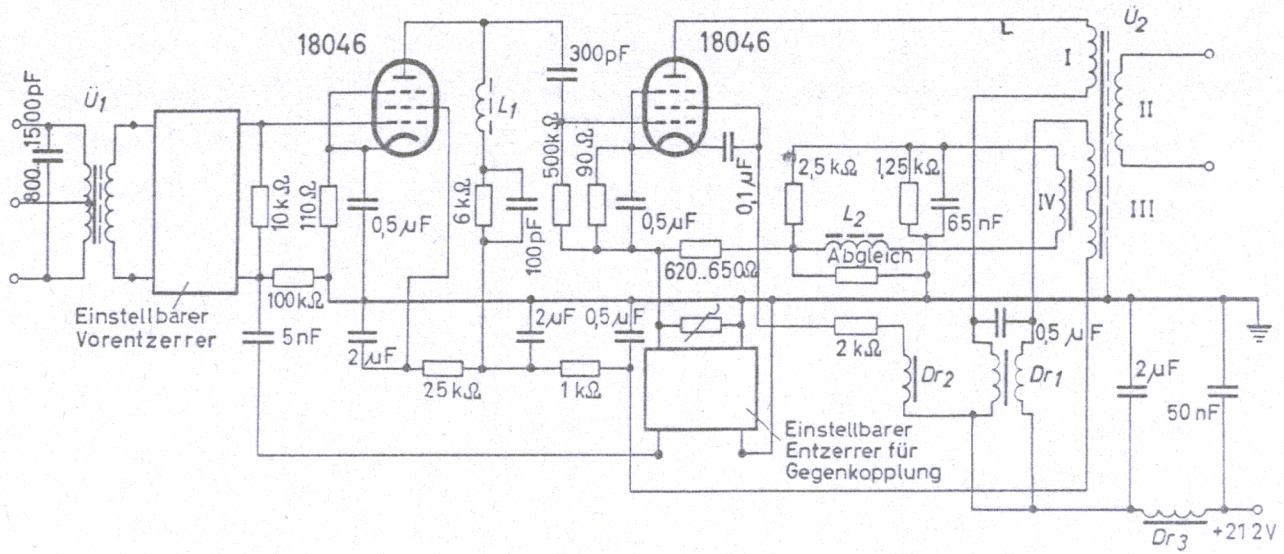 18046
18046
Ü₂
Ü₁
1500pF
800
300pF
L₁
I
II
III
IV
500kΩ
90Ω
0,1µF
2,5kΩ
1,25kΩ
65nF
10kΩ
110Ω
0,5µF
6kΩ
100pF
0,5µF
L₂
Abgleich
620..650Ω
100kΩ
Einstellbarer
Vorentzerrer
5nF
2µF
25kΩ
2µF
0,5µF
1kΩ
2kΩ
Dr₂
Dr₁
0,5µF
2µF
50nF
Einstellbarer
Entzerrer für
Gegenkopplung
Dr₃
+212V